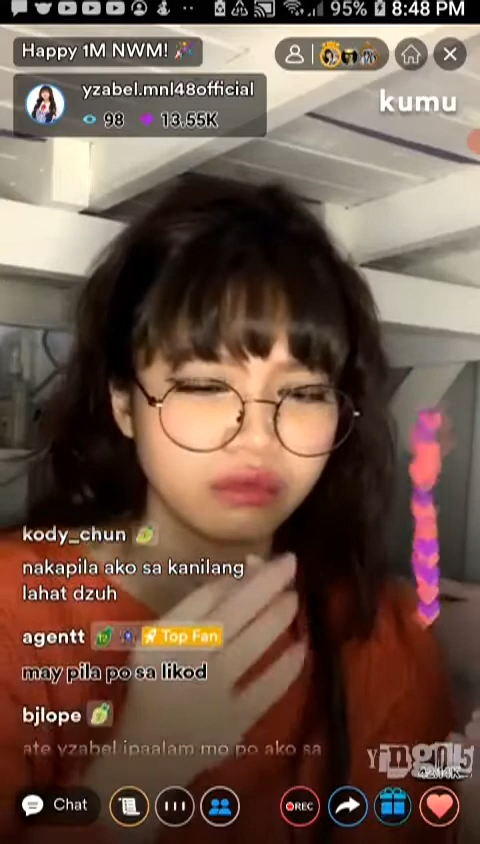 95% 8:48 PM
Happy 1M NWM! 🎉
yzabel.mnl48official
98 13.55K
kumu
kody_chun
nakapila ako sa kanilang
lahat dzuh
agentt Top Fan
may pila po sa likod
bjlope
ate yzabel ipaalam mo po ako sa
Chat
REC